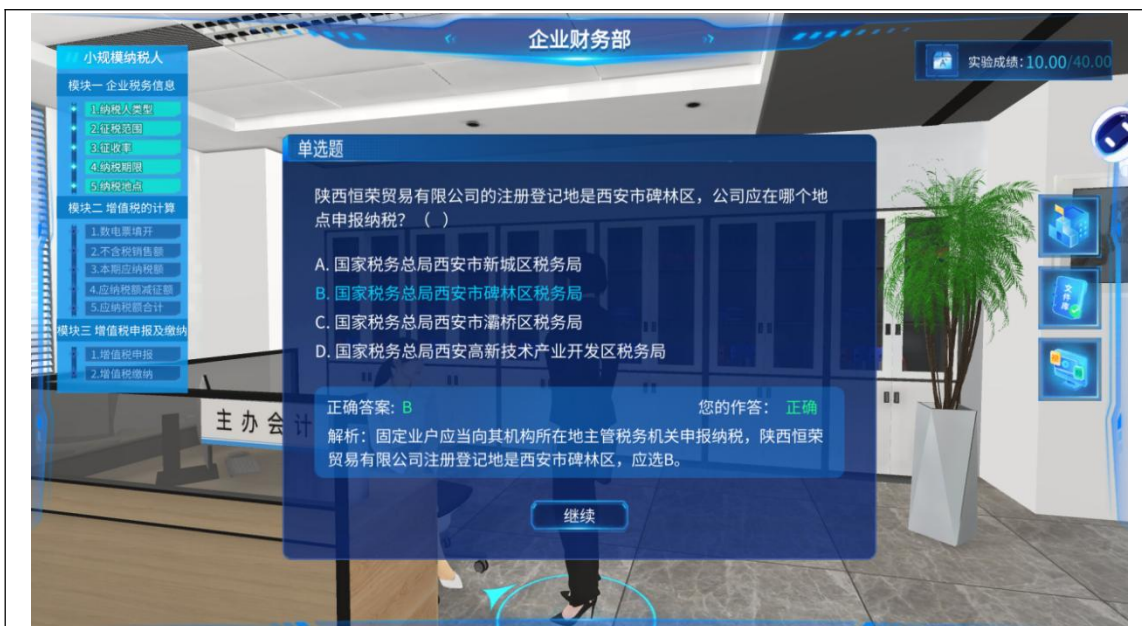 企业财务部
实验成绩：10.00/40.00
小规模纳税人
模块一 企业税务信息
1.纳税人类型
2.征税范围
3.征收率
4.纳税期限
5.纳税地点
模块二 增值税的计算
1.数电票填开
2.不含税销售额
3.本期应纳税额
4.应纳税额减征额
5.应纳税额合计
模块三 增值税申报及缴纳
1.增值税申报
2.增值税缴纳
单选题
陕西恒荣贸易有限公司的注册登记地是西安市碑林区，公司应在哪个地
点申报纳税？（ ）
A. 国家税务总局西安市新城区税务局
B. 国家税务总局西安市碑林区税务局
C. 国家税务总局西安市灞桥区税务局
D. 国家税务总局西安高新技术产业开发区税务局
正确答案: B
您的作答： 正确
解析：固定业户应当向其机构所在地主管税务机关申报纳税，陕西恒荣
贸易有限公司注册登记地是西安市碑林区，应选B。
继续
主办会计
文件库